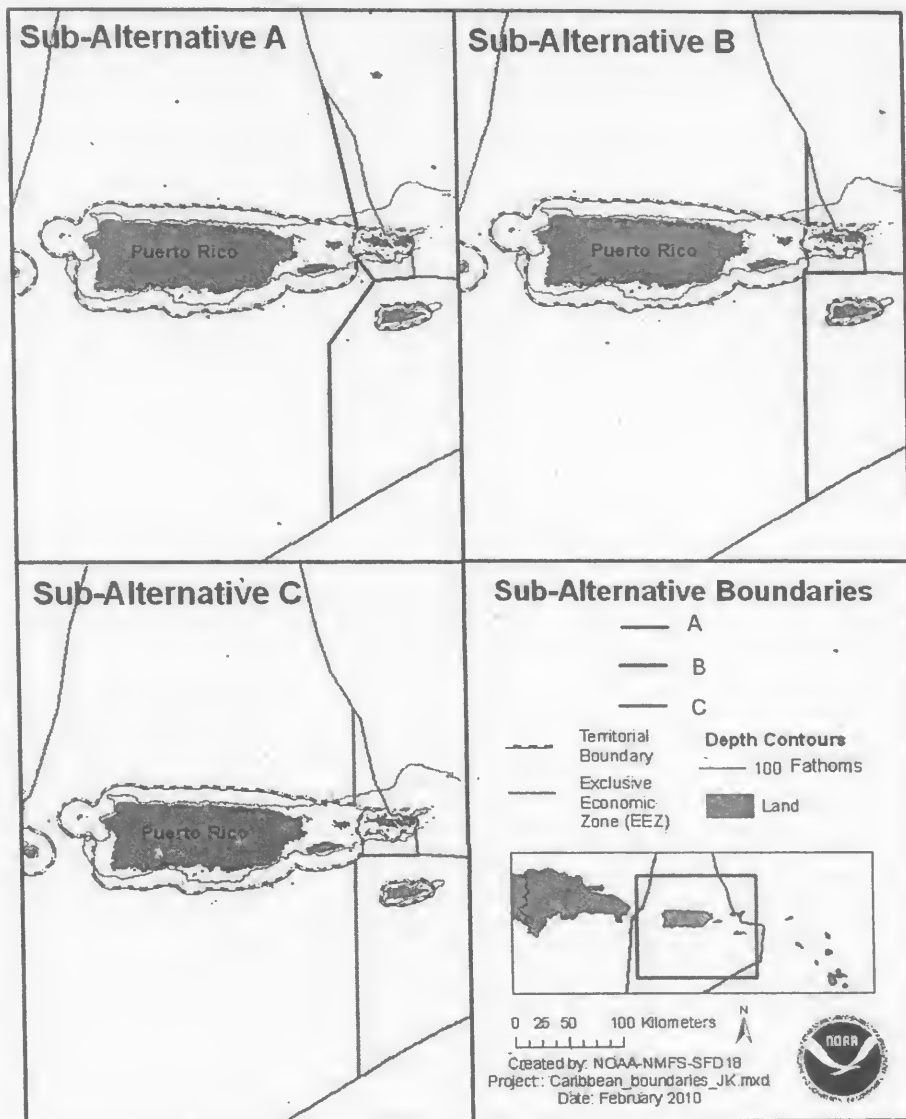 Sub-Alternative A
Puerto Rico
Sub-Alternative B
Puerto Rico
Sub-Alternative C
Puerto Rico
Sub-Alternative Boundaries
A
B
C
Territorial
Boundary
Exclusive
Economic
Zone (EEZ)
Depth Contours
100 Fathoms
Land
0 25 50 100 Kilometers
N
NOAA
Created by: NOAA-NMFS-SFD18
Project: Caribbean_boundaries_JK.mxd
Date: February 2010